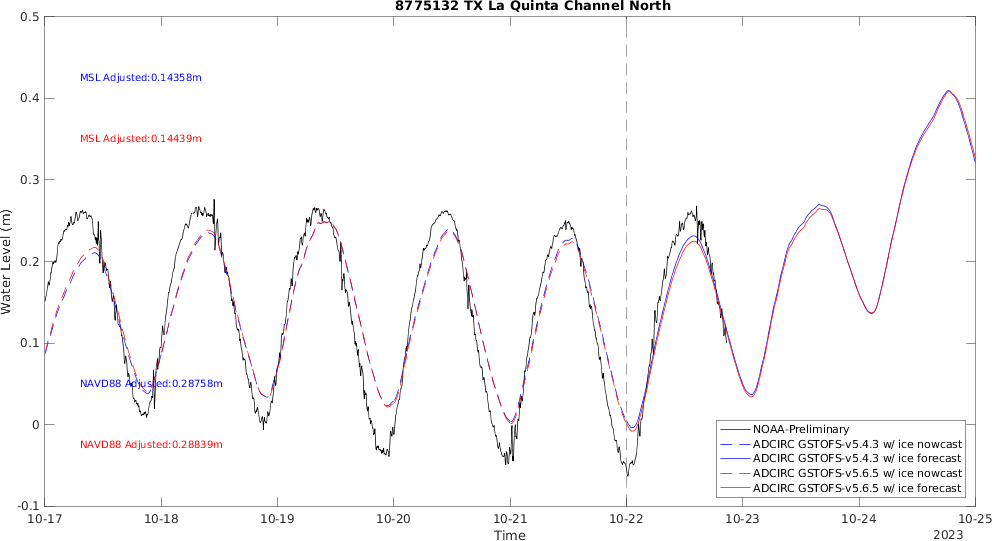 8775132 TX La Quinta Channel North
Water Level (m)
0.5
0.4
0.3
0.2
0.1
0
-0.1
MSL Adjusted:0.14358m
MSL Adjusted:0.14439m
NAVD88 Adjusted:0.28758m
NAVD88 Adjusted:0.28839m
NOAA-Preliminary
ADCIRC GSTOFS-v5.4.3 w/ ice nowcast
ADCIRC GSTOFS-v5.4.3 w/ ice forecast
ADCIRC GSTOFS-v5.6.5 w/ ice nowcast
ADCIRC GSTOFS-v5.6.5 w/ ice forecast
10-17 10-18 10-19 10-20 10-21 10-22 10-23 10-24 10-25
Time
2023